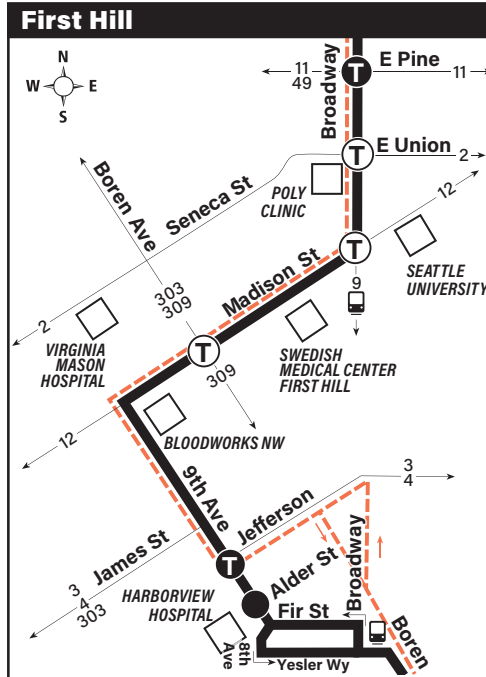 First Hill
N
W E
S
Broadway
T
E Pine
11
49
11
T
E Union
2
POLY
CLINIC
Boren Ave
Seneca St
12
T
Madison St
SEATTLE
UNIVERSITY
9
303
309
2
VIRGINIA
MASON
HOSPITAL
T
309
SWEDISH
MEDICAL CENTER
FIRST HILL
12
BLOODWORKS NW
9th Ave
Jefferson
3
4
James St
T
Alder St
Broadway
3
4
303
HARBORVIEW
HOSPITAL
Fir St
8th
Ave
Yesler Wy
Boren